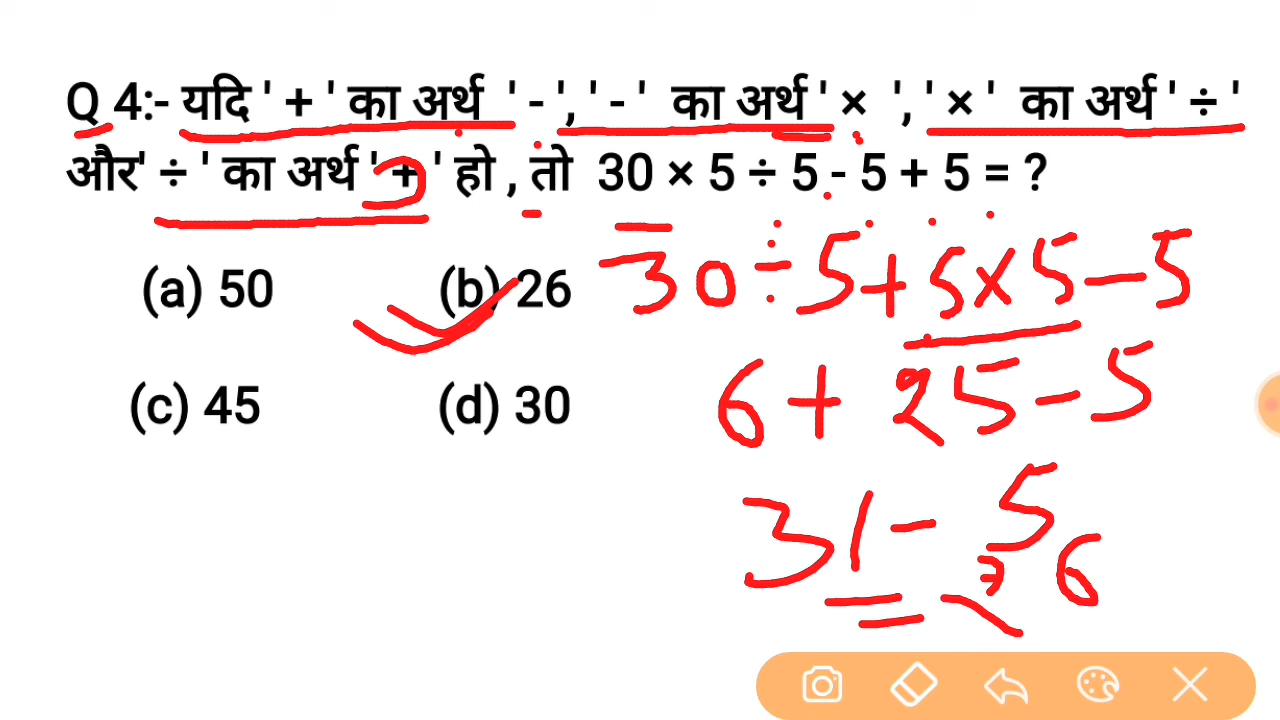 Q 4:- यदि ' + ' का अर्थ ' - ', ' - ' का अर्थ ' × ', ' × ' का अर्थ ' ÷ '
और' ÷ ' का अर्थ ' + ' हो , तो 30 × 5 ÷ 5 - 5 + 5 = ?
(a) 50 (b) 26
(c) 45 (d) 30
30 ÷ 5 + 5 × 5 - 5
6 + 25 - 5
31 - 5
26